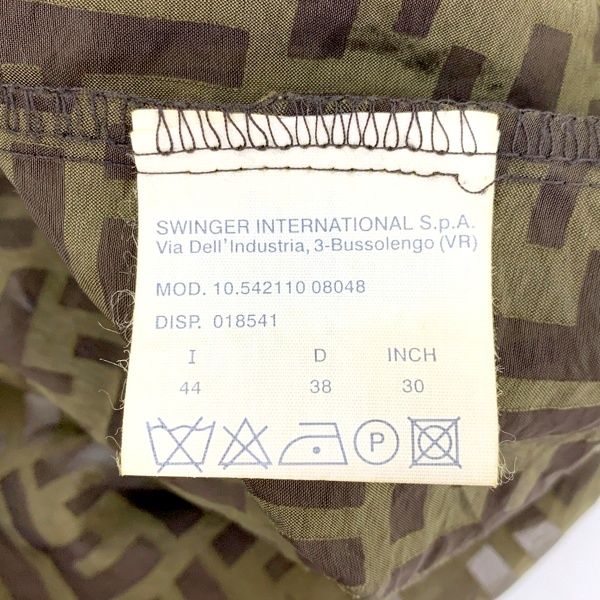 SWINGER INTERNATIONAL S.p.A.
Via Dell'Industria, 3-Bussolengo (VR)
MOD. 10.542110 08048
DISP. 018541
I D INCH
44 38 30
P